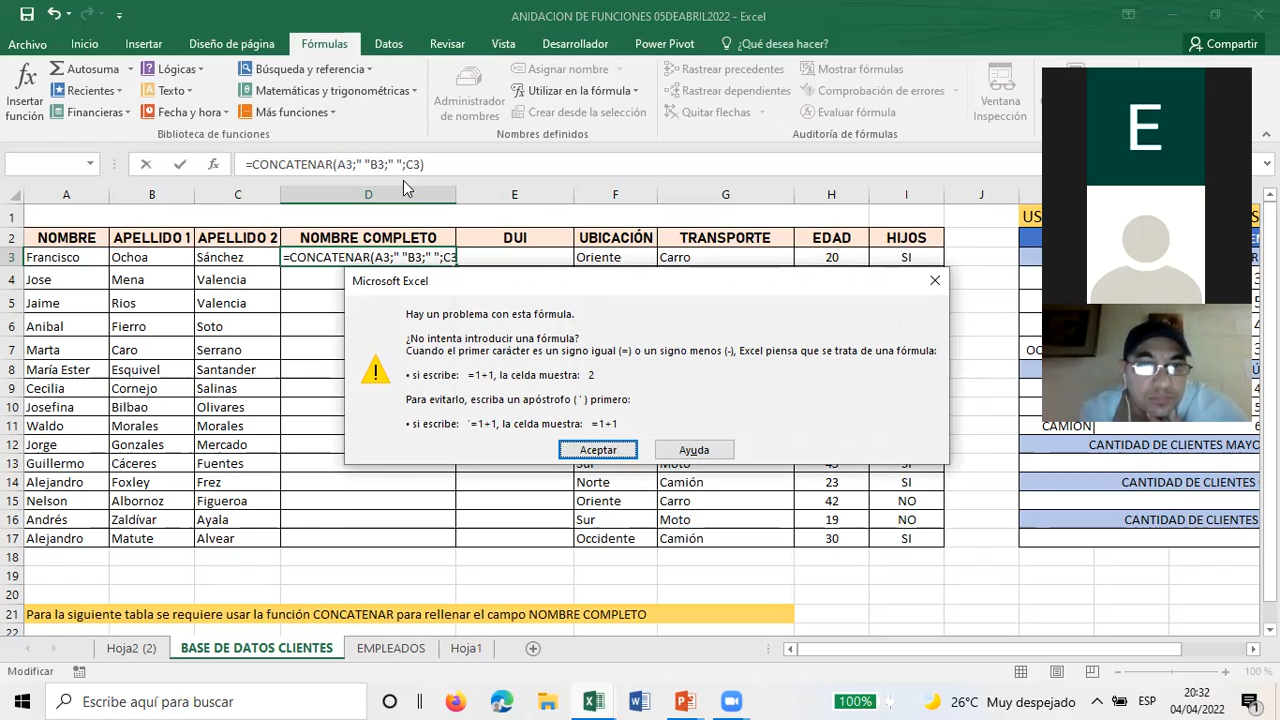 ANIDACION DE FUNCIONES 05DEABRIL2022 - Excel
Archivo Inicio Insertar Diseño de página Fórmulas Datos Revisar Vista Desarrollador Power Pivot ¿Qué desea hacer? Compartir
Insertar función
Autosuma
Recientes
Financieras
Lógicas
Texto
Fecha y hora
Búsqueda y referencia
Matemáticas y trigonométricas
Más funciones
Biblioteca de funciones
Administrador de nombres
Asignar nombre
Utilizar en la fórmula
Crear desde la selección
Nombres definidos
Rastrear precedentes
Rastrear dependientes
Quitar flechas
Mostrar fórmulas
Comprobación de errores
Evaluar fórmula
Auditoría de fórmulas
Ventana Inspección
E
fx =CONCATENAR(A3;" "B3;" ";C3)
A B C D E F G H I J
1 US
2 NOMBRE APELLIDO 1 APELLIDO 2 NOMBRE COMPLETO DUI UBICACIÓN TRANSPORTE EDAD HIJOS
3 Francisco Ochoa Sánchez =CONCATENAR(A3;" "B3;" ";C3 Oriente Carro 20 SI
4 Jose Mena Valencia
5 Jaime Rios Valencia
6 Anibal Fierro Soto
7 Marta Caro Serrano
8 María Ester Esquivel Santander
9 Cecilia Cornejo Salinas
10 Josefina Bilbao Olivares
11 Waldo Morales Morales CAMION
12 Jorge Gonzales Mercado CANTIDAD DE CLIENTES MAYO
13 Guillermo Cáceres Fuentes
14 Alejandro Foxley Frez Norte Camión 23 SI CANTIDAD DE CLIENTES
15 Nelson Albornoz Figueroa Oriente Carro 42 NO
16 Andrés Zaldívar Ayala Sur Moto 19 NO CANTIDAD DE CLIENTES
17 Alejandro Matute Alvear Occidente Camión 30 SI
18
19
20
21 Para la siguiente tabla se requiere usar la función CONCATENAR para rellenar el campo NOMBRE COMPLETO
22
Microsoft Excel
Hay un problema con esta fórmula.
¿No intenta introducir una fórmula?
Cuando el primer carácter es un signo igual (=) o un signo menos (-), Excel piensa que se trata de una fórmula:
• si escribe: =1+1, la celda muestra: 2
Para evitarlo, escriba un apóstrofo ( ' ) primero:
• si escribe: '=1+1, la celda muestra: =1+1
Aceptar Ayuda
Hoja2 (2) BASE DE DATOS CLIENTES EMPLEADOS Hoja1
Modificar 100 %
Escribe aquí para buscar 100% 26°C Muy despejado ESP 20:32
04/04/2022